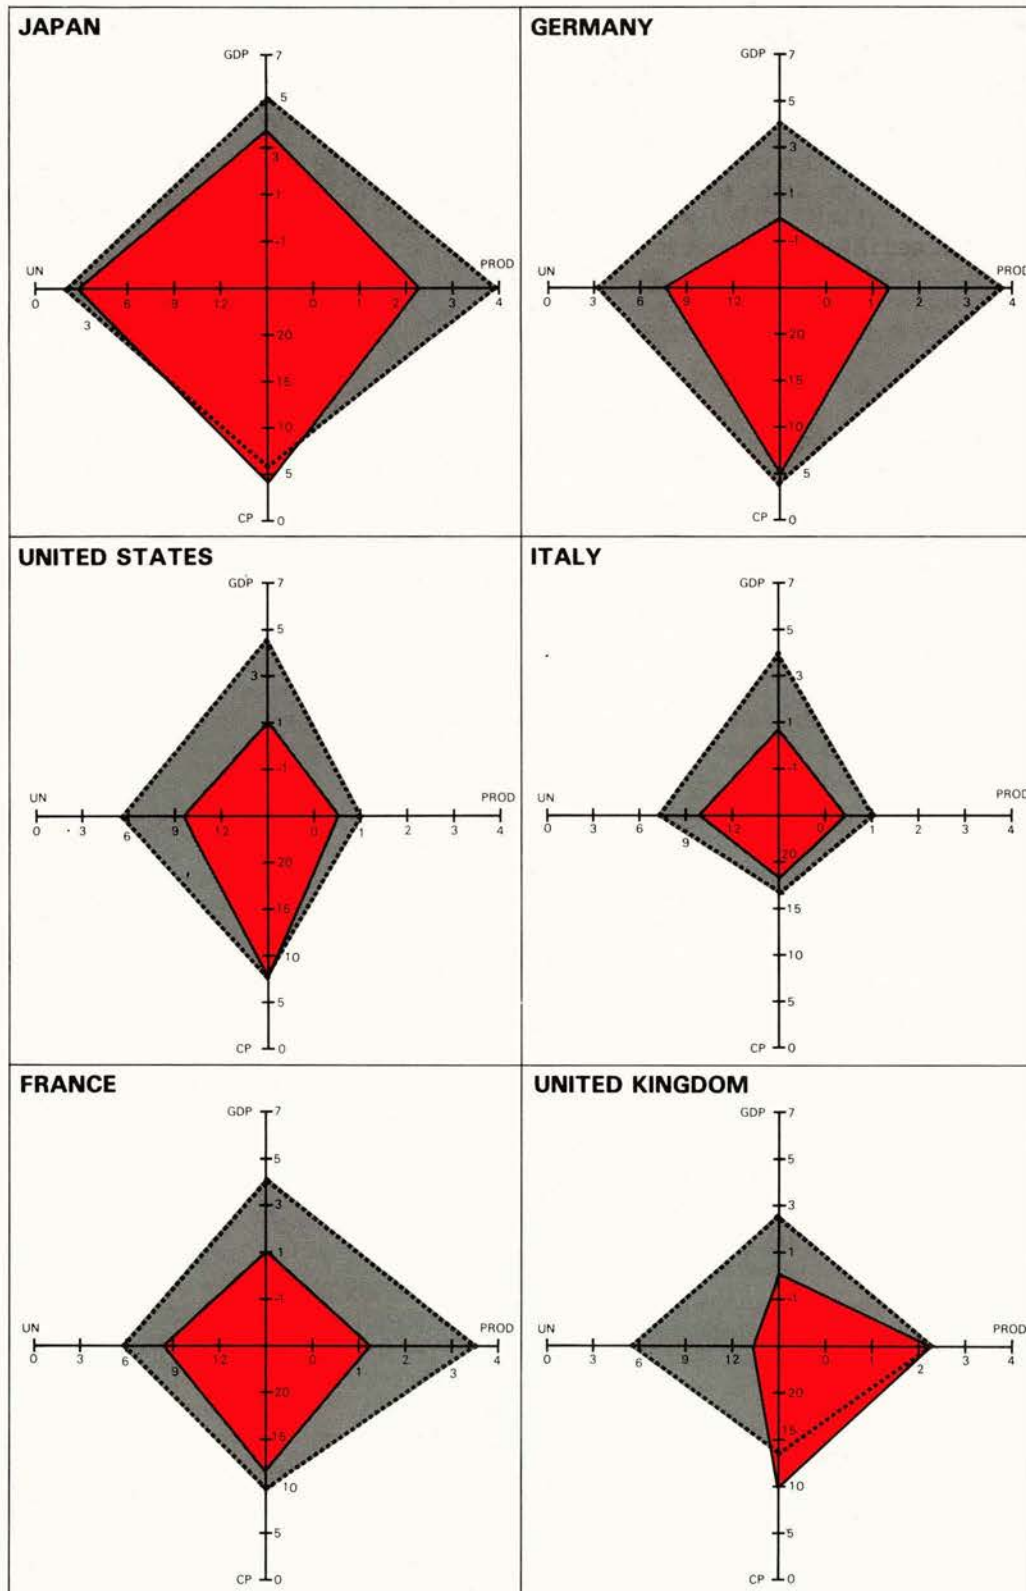 JAPAN
GDP 7
5
3
1
-1
UN PROD
0 6 9 12 0 1 2 3 4
3
20
15
10
5
CP 0
GERMANY
GDP 7
5
3
1
-1
UN PROD
0 3 6 9 12 0 1 2 3 4
20
15
10
5
CP 0
UNITED STATES
GDP 7
5
3
1
-1
UN PROD
0 3 6 9 12 0 1 2 3 4
20
15
10
5
CP 0
ITALY
GDP 7
5
3
1
-1
UN PROD
0 3 6 12 0 1 2 3 4
9
20
15
10
5
CP 0
FRANCE
GDP 7
5
3
1
-1
UN PROD
0 3 6 9 12 0 1 2 3 4
20
15
10
5
CP 0
UNITED KINGDOM
GDP 7
5
3
1
-1
UN PROD
0 3 6 9 12 0 1 2 3 4
20
15
10
5
CP 0